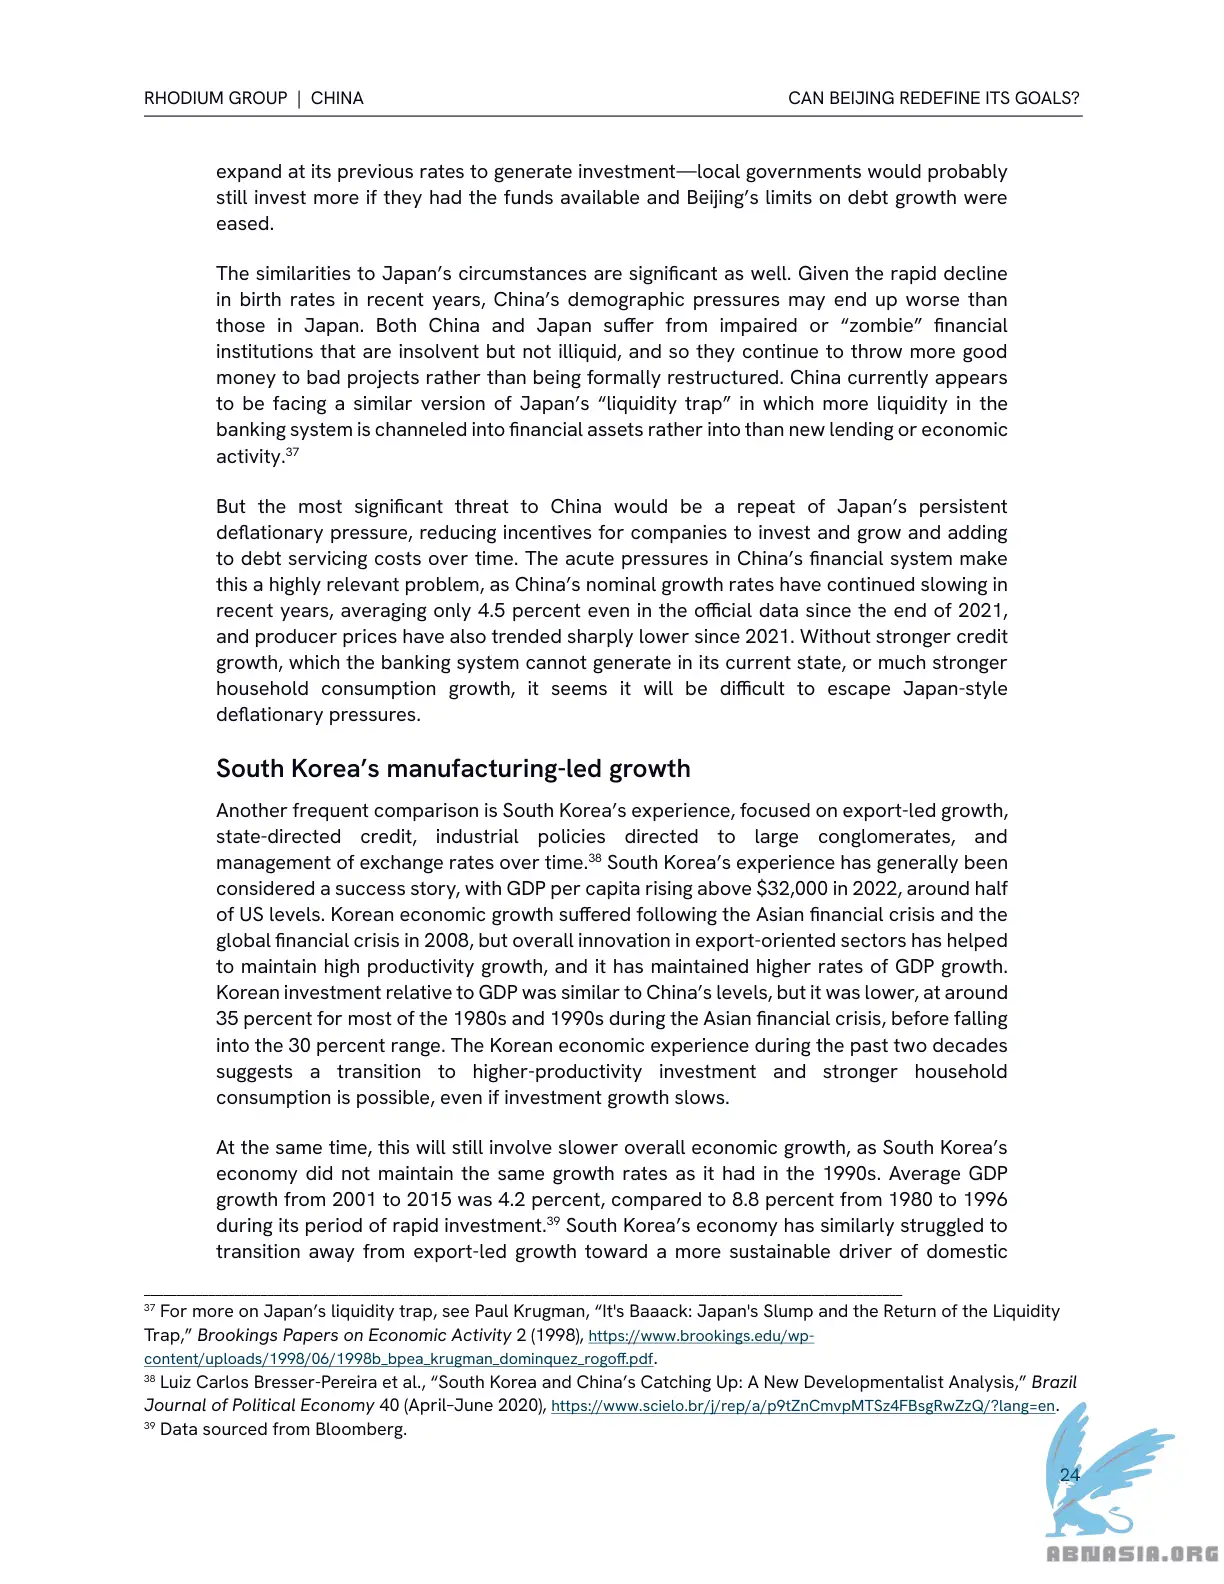 RHODIUM GROUP | CHINA
CAN BEIJING REDEFINE ITS GOALS?
expand at its previous rates to generate investment—local governments would probably
still invest more if they had the funds available and Beijing’s limits on debt growth were
eased.
The similarities to Japan’s circumstances are significant as well. Given the rapid decline
in birth rates in recent years, China’s demographic pressures may end up worse than
those in Japan. Both China and Japan suffer from impaired or “zombie” financial
institutions that are insolvent but not illiquid, and so they continue to throw more good
money to bad projects rather than being formally restructured. China currently appears
to be facing a similar version of Japan’s “liquidity trap” in which more liquidity in the
banking system is channeled into financial assets rather into than new lending or economic
activity.37
But the most significant threat to China would be a repeat of Japan’s persistent
deflationary pressure, reducing incentives for companies to invest and grow and adding
to debt servicing costs over time. The acute pressures in China’s financial system make
this a highly relevant problem, as China’s nominal growth rates have continued slowing in
recent years, averaging only 4.5 percent even in the official data since the end of 2021,
and producer prices have also trended sharply lower since 2021. Without stronger credit
growth, which the banking system cannot generate in its current state, or much stronger
household consumption growth, it seems it will be difficult to escape Japan-style
deflationary pressures.
South Korea’s manufacturing-led growth
Another frequent comparison is South Korea’s experience, focused on export-led growth,
state-directed credit, industrial policies directed to large conglomerates, and
management of exchange rates over time.38 South Korea’s experience has generally been
considered a success story, with GDP per capita rising above $32,000 in 2022, around half
of US levels. Korean economic growth suffered following the Asian financial crisis and the
global financial crisis in 2008, but overall innovation in export-oriented sectors has helped
to maintain high productivity growth, and it has maintained higher rates of GDP growth.
Korean investment relative to GDP was similar to China’s levels, but it was lower, at around
35 percent for most of the 1980s and 1990s during the Asian financial crisis, before falling
into the 30 percent range. The Korean economic experience during the past two decades
suggests a transition to higher-productivity investment and stronger household
consumption is possible, even if investment growth slows.
At the same time, this will still involve slower overall economic growth, as South Korea’s
economy did not maintain the same growth rates as it had in the 1990s. Average GDP
growth from 2001 to 2015 was 4.2 percent, compared to 8.8 percent from 1980 to 1996
during its period of rapid investment.39 South Korea’s economy has similarly struggled to
transition away from export-led growth toward a more sustainable driver of domestic
37 For more on Japan’s liquidity trap, see Paul Krugman, “It's Baaack: Japan's Slump and the Return of the Liquidity
Trap,” Brookings Papers on Economic Activity 2 (1998), https://www.brookings.edu/wp-
content/uploads/1998/06/1998b_bpea_krugman_dominquez_rogoff.pdf.
38 Luiz Carlos Bresser-Pereira et al., “South Korea and China’s Catching Up: A New Developmentalist Analysis,” Brazil
Journal of Political Economy 40 (April–June 2020), https://www.scielo.br/j/rep/a/p9tZnCmvpMTSz4FBsgRwZzQ/?lang=en.
39 Data sourced from Bloomberg.
24
ABNASIA.ORG